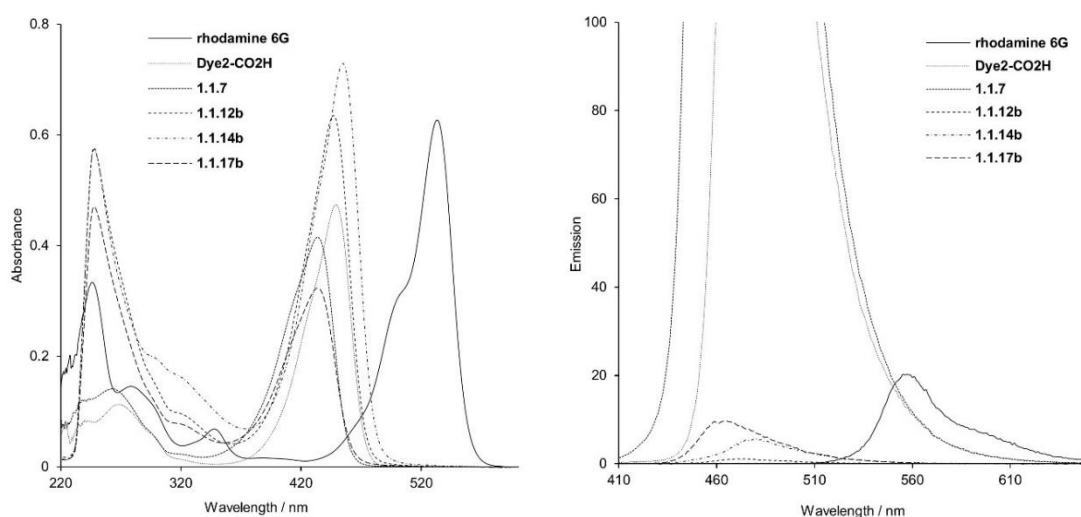 0.8
0.6
0.4
0.2
0
Absorbance
220
320
420
520
Wavelength / nm
rhodamine 6G
Dye2-CO2H
1.1.7
1.1.12b
1.1.14b
1.1.17b
100
80
60
40
20
0
Emission
410
460
510
560
610
Wavelength / nm
rhodamine 6G
Dye2-CO2H
1.1.7
1.1.12b
1.1.14b
1.1.17b